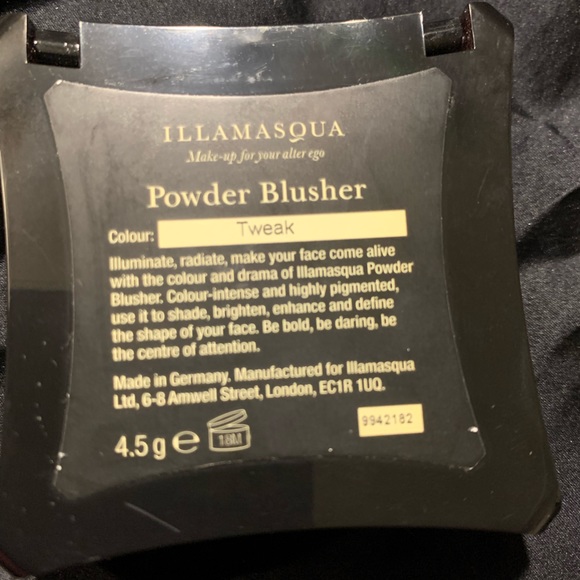 ILLAMASQUA
Make-up for your alter ego
Powder Blusher
Colour: Tweak
Illuminate, radiate, make your face come alive
with the colour and drama of Illamasqua Powder
Blusher. Colour-intense and highly pigmented,
use it to shade, brighten, enhance and define
the shape of your face. Be bold, be daring, be
the centre of attention.
Made in Germany. Manufactured for Illamasqua
Ltd, 6-8 Amwell Street, London, EC1R 1UQ.
9942182
4.5 g e 18M